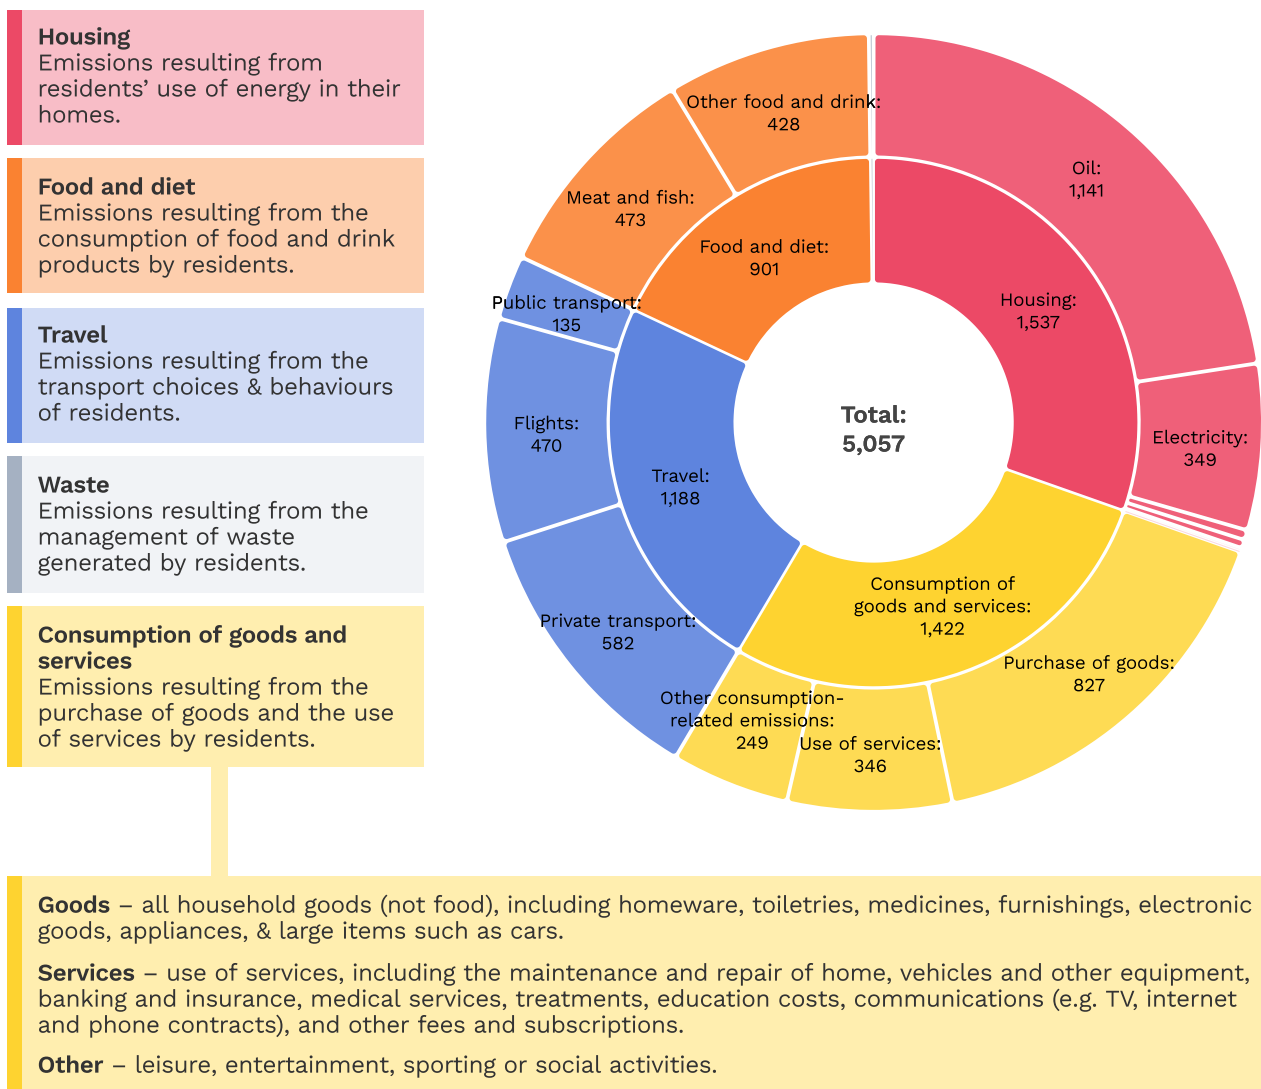 Housing
Emissions resulting from
residents’ use of energy in their
homes.
Food and diet
Emissions resulting from the
consumption of food and drink
products by residents.
Travel
Emissions resulting from the
transport choices & behaviours
of residents.
Waste
Emissions resulting from the
management of waste
generated by residents.
Consumption of goods and
services
Emissions resulting from the
purchase of goods and the use
of services by residents.
Other food and drink:
428
Oil:
1,141
Meat and fish:
473
Food and diet:
901
Housing:
1,537
Public transport:
135
Flights:
470
Total:
5,057
Electricity:
349
Travel:
1,188
Consumption of
goods and services:
1,422
Private transport:
582
Purchase of goods:
827
Other consumption-
related emissions:
249
Use of services:
346
Goods – all household goods (not food), including homeware, toiletries, medicines, furnishings, electronic
goods, appliances, & large items such as cars.
Services – use of services, including the maintenance and repair of home, vehicles and other equipment,
banking and insurance, medical services, treatments, education costs, communications (e.g. TV, internet
and phone contracts), and other fees and subscriptions.
Other – leisure, entertainment, sporting or social activities.